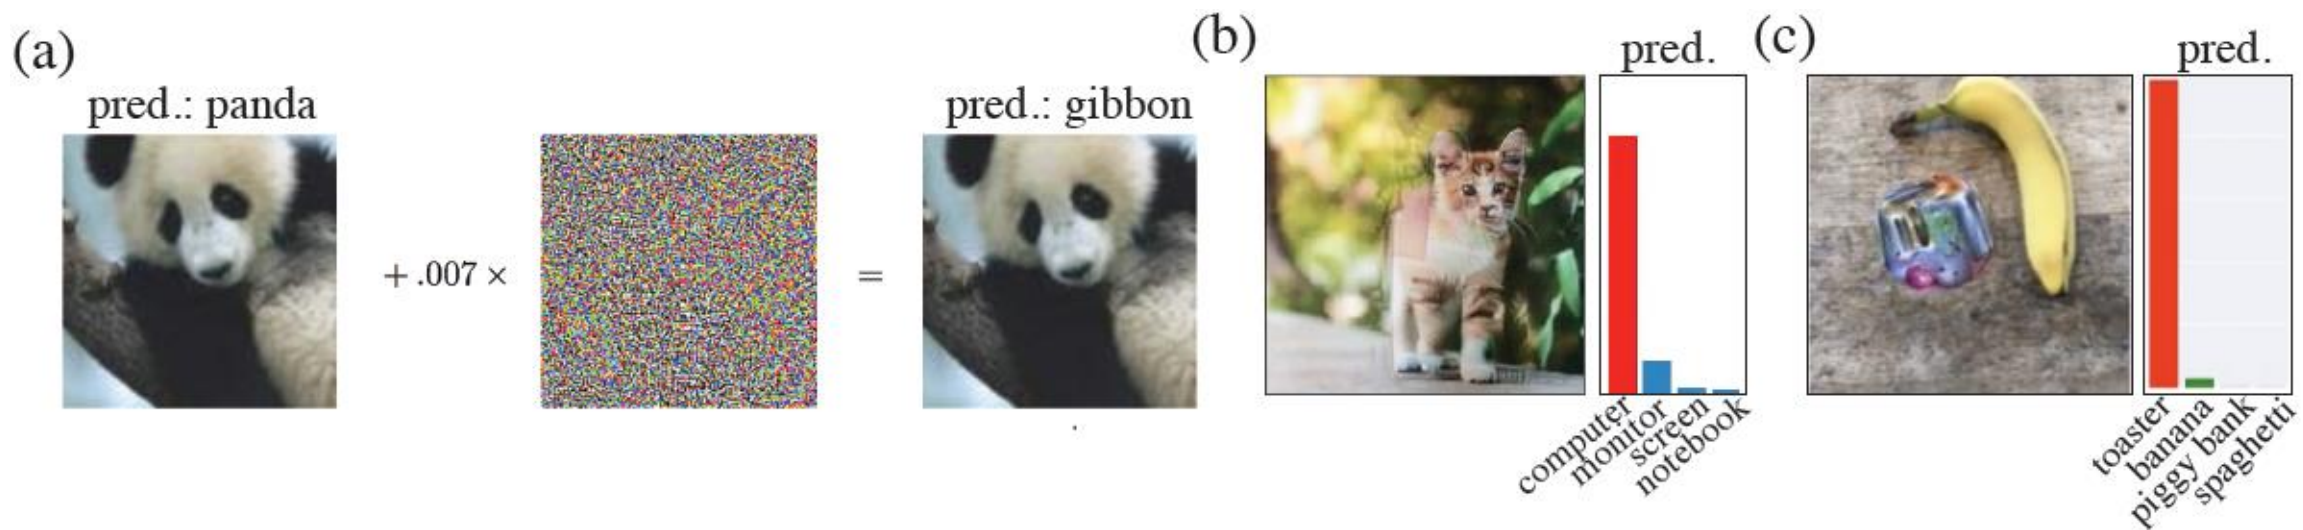 (a)
pred.: panda
+ .007 ×
=
pred.: gibbon
(b)
pred.
computer
monitor
screen
notebook
(c)
pred.
toaster
banana
piggy bank
spaghetti